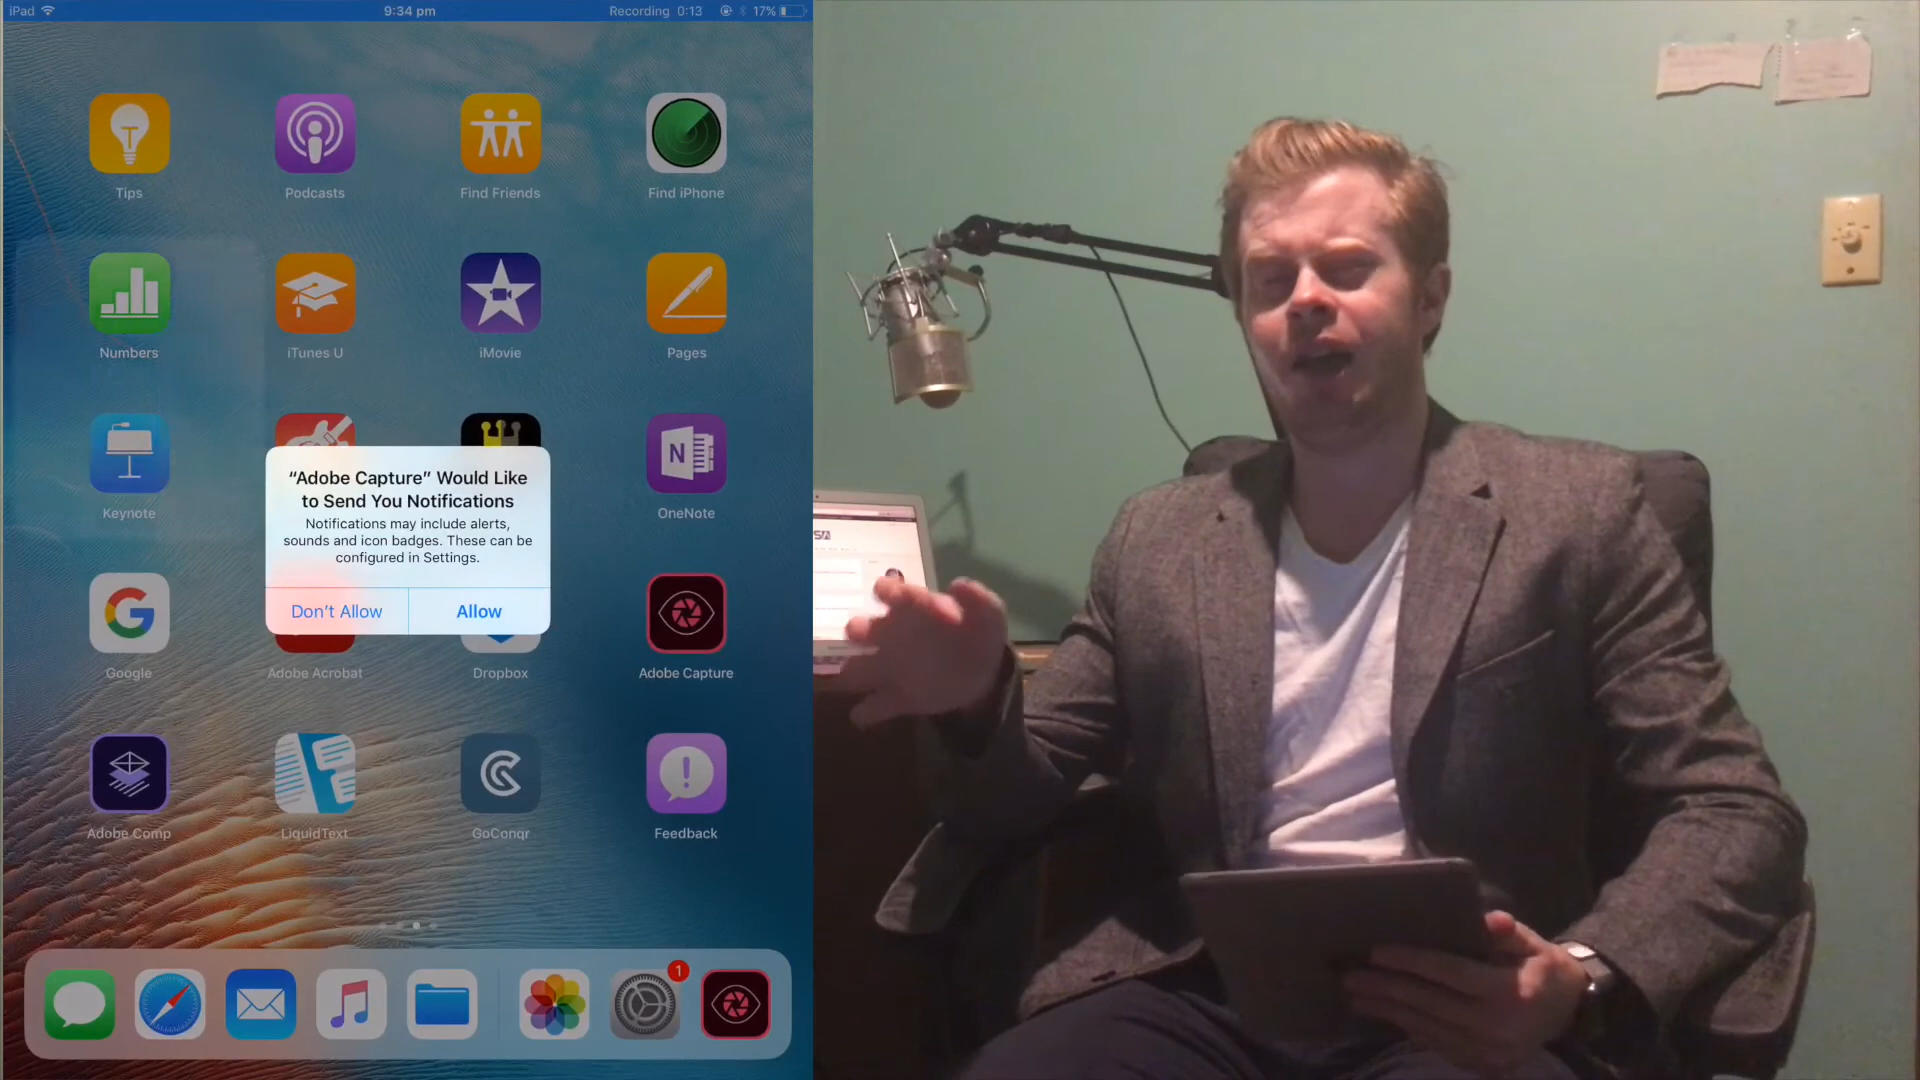 iPad
9:34 pm
Recording 0:13
17%
Tips
Podcasts
Find Friends
Find iPhone
Numbers
iTunes U
iMovie
Pages
Keynote
N
OneNote
“Adobe Capture” Would Like
to Send You Notifications
Notifications may include alerts,
sounds and icon badges. These can be
configured in Settings.
Don’t Allow
Allow
G
Google
Adobe Acrobat
Dropbox
Adobe Capture
Adobe Comp
LiquidText
GoConqr
Feedback
1